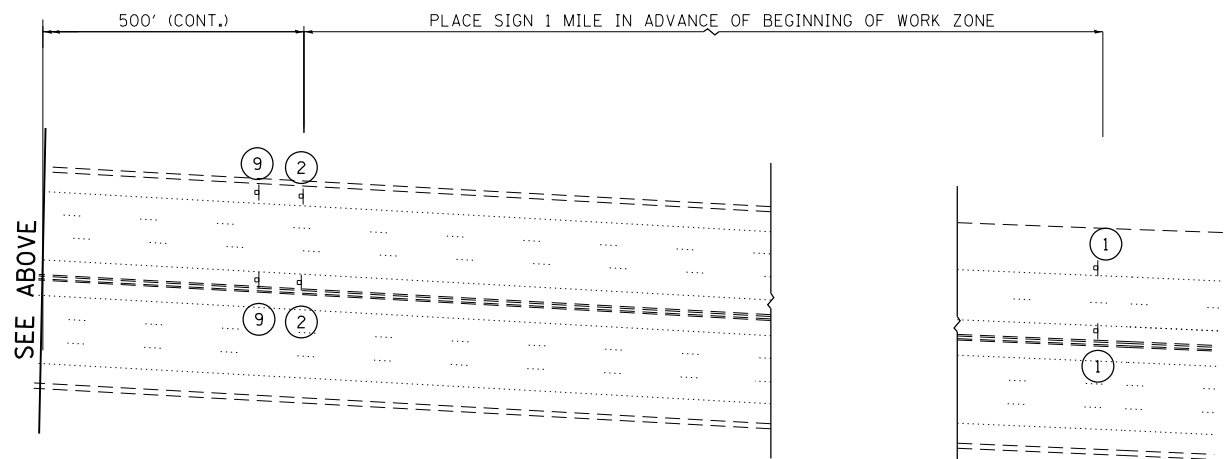 500' (CONT.)
PLACE SIGN 1 MILE IN ADVANCE OF BEGINNING OF WORK ZONE
9
2
1
SEE ABOVE
9
2
1